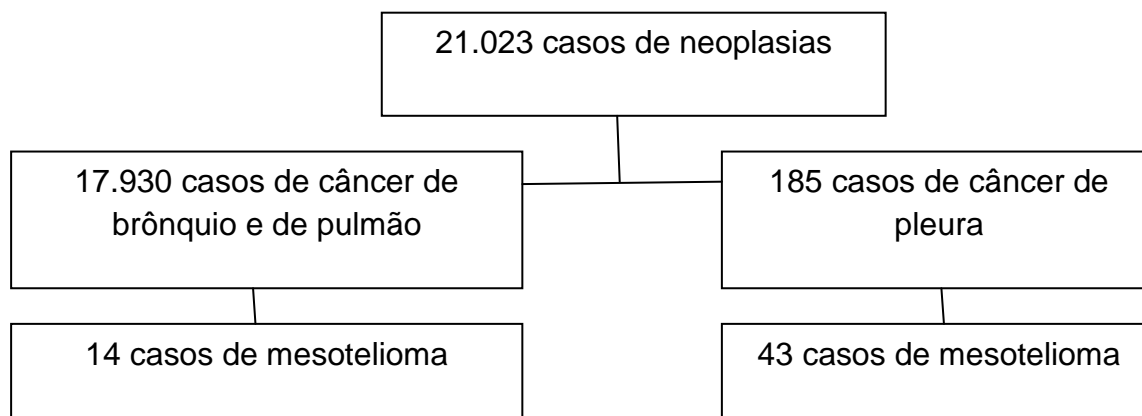 21.023 casos de neoplasias
17.930 casos de câncer de
brônquio e de pulmão
185 casos de câncer de
pleura
14 casos de mesotelioma
43 casos de mesotelioma